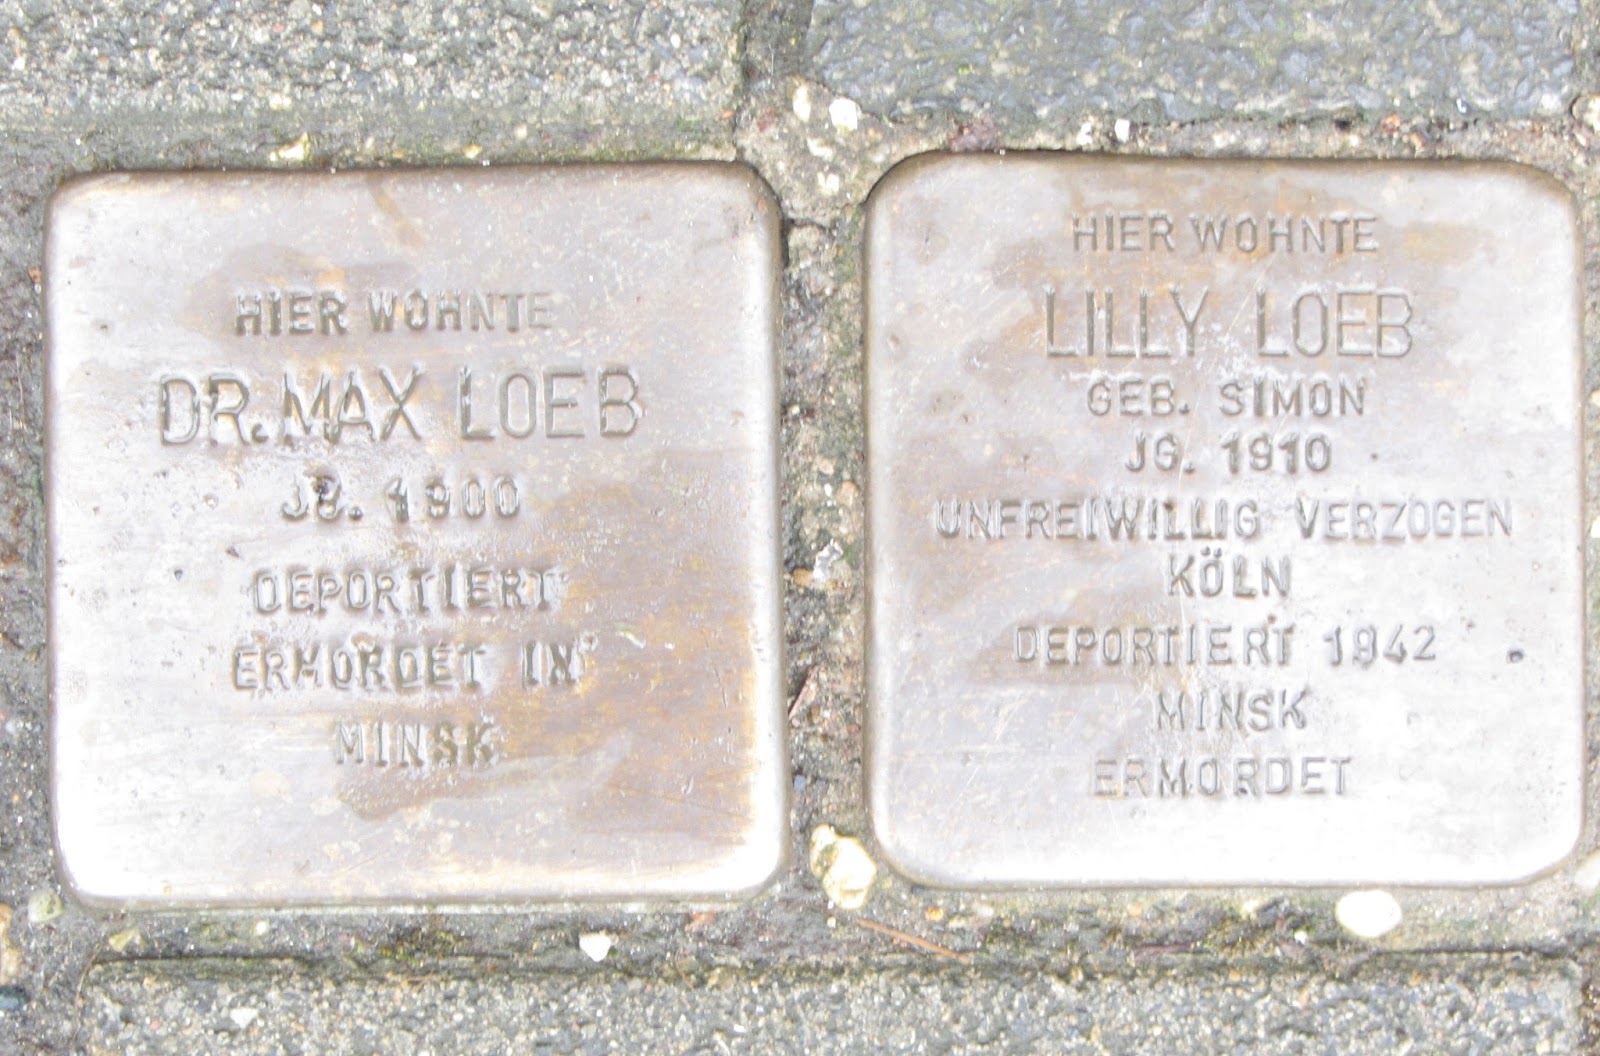 HIER WOHNTE
DR. MAX LOEB
JG. 1900
DEPORTIERT
ERMORDET IN
MINSK
HIER WOHNTE
LILLY LOEB
GEB. SIMON
JG. 1910
UNFREIWILLIG VERZOGEN
KÖLN
DEPORTIERT 1942
MINSK
ERMORDET